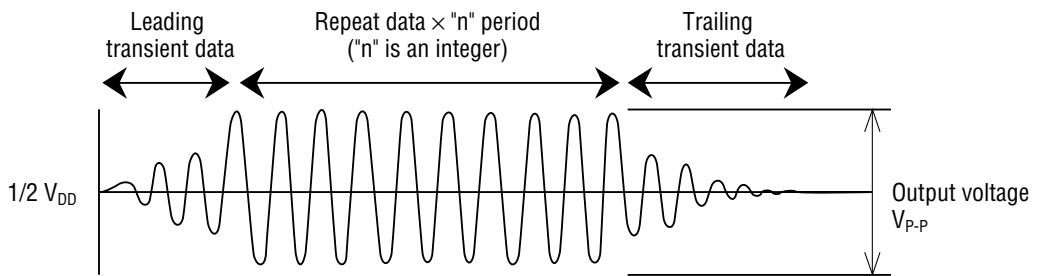 Leading
transient data
Repeat data × "n" period
("n" is an integer)
Trailing
transient data
1/2 V_DD
Output voltage
V_P-P